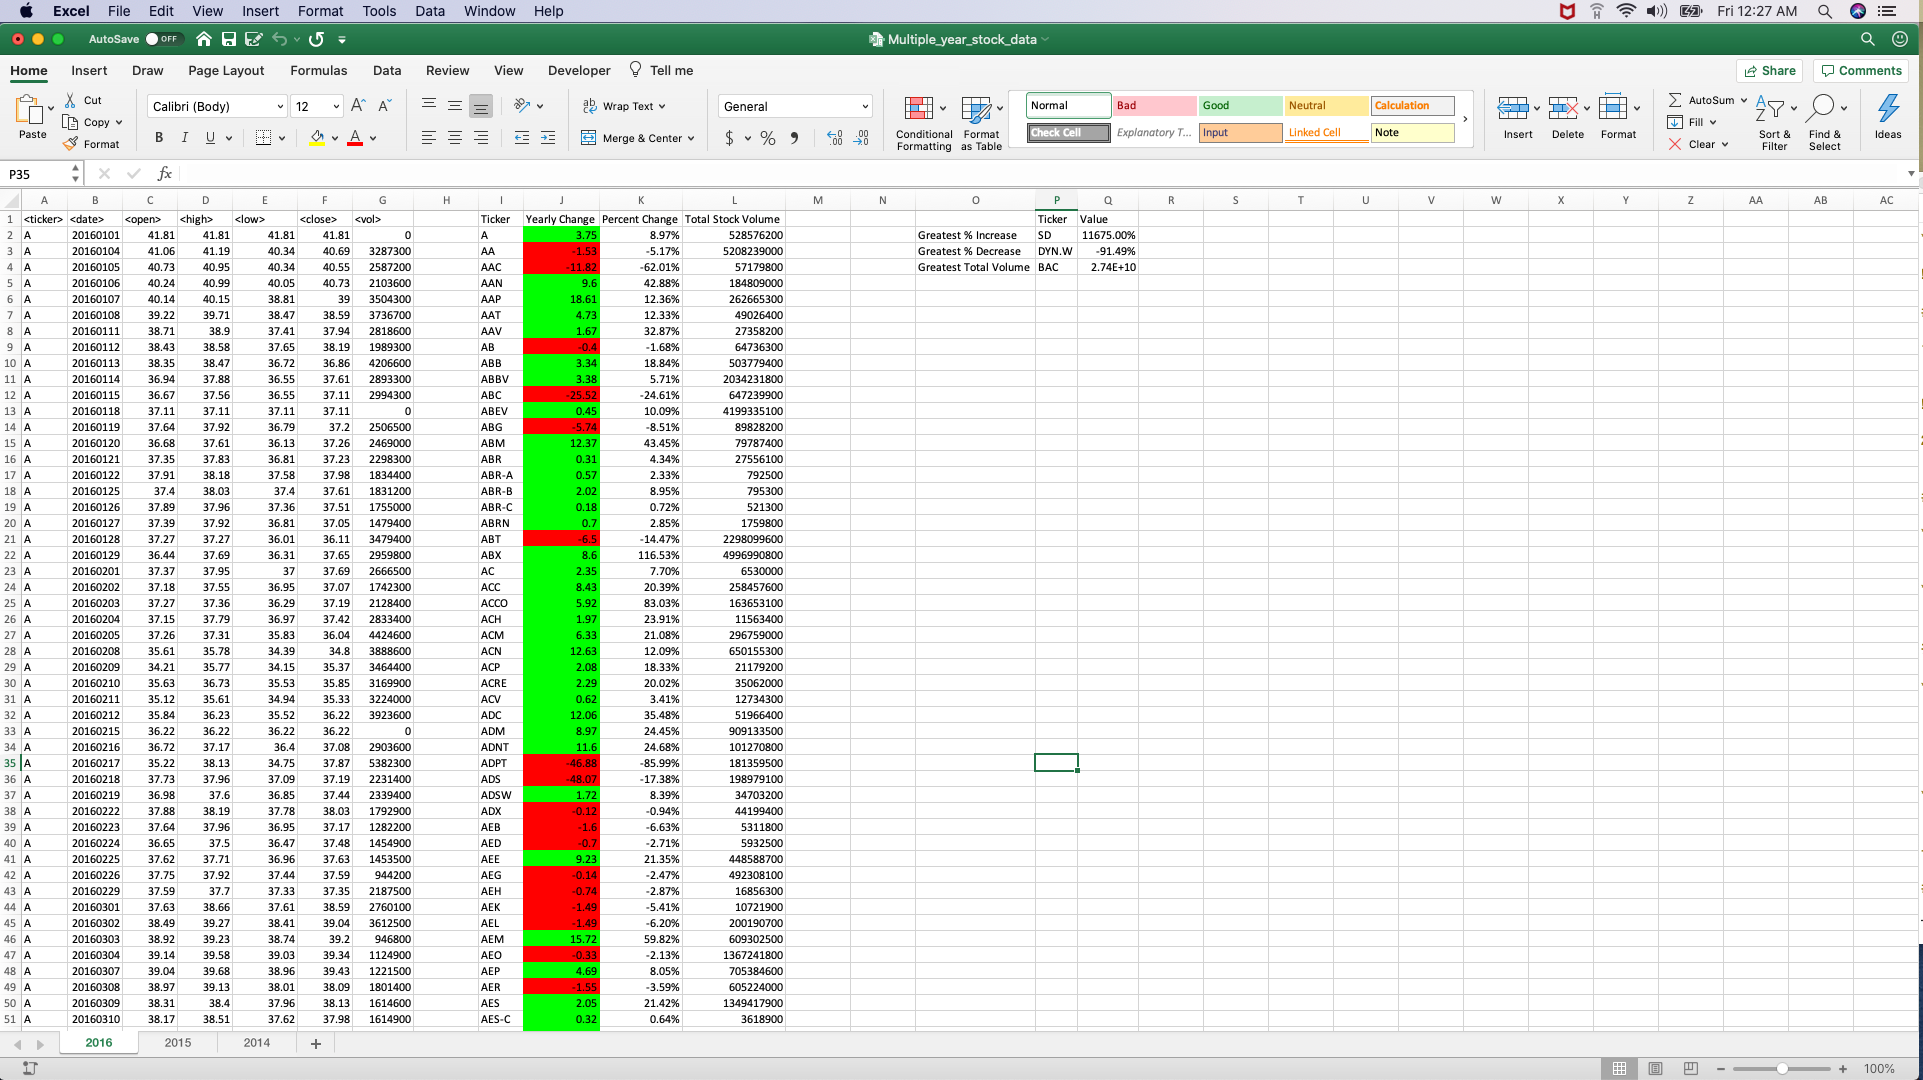 Excel File Edit View Insert Format Tools Data Window Help Fri 12:27 AM
AutoSave OFF Multiple_year_stock_data
Home Insert Draw Page Layout Formulas Data Review View Developer Tell me Share Comments
Paste Cut Copy Format
Calibri (Body) 12 A A
B I U A
Wrap Text
Merge & Center
General
$ % 
Conditional Formatting Format as Table
Normal Bad Good Neutral Calculation
Check Cell Explanatory T... Input Linked Cell Note
Insert Delete Format
AutoSum Fill Clear
Sort & Filter Find & Select Ideas
P35 fx
A B C D E F G H I J K L M N O P Q R S T U V W X Y Z AA AB AC
1 <ticker> <date> <open> <high> <low> <close> <vol> Ticker Yearly Change Percent Change Total Stock Volume Ticker Value
2 A 20160101 41.81 41.81 41.81 41.81 0 A 3.75 8.97% 528576200 Greatest % Increase SD 11675.00%
3 A 20160104 41.06 41.19 40.34 40.69 3287300 AA -1.53 -5.17% 5208239000 Greatest % Decrease DYN.W -91.49%
4 A 20160105 40.73 40.95 40.34 40.55 2587200 AAC -11.82 -62.01% 57179800 Greatest Total Volume BAC 2.74E+10
5 A 20160106 40.24 40.99 40.05 40.73 2103600 AAN 9.6 42.88% 184809000
6 A 20160107 40.14 40.15 38.81 39 3504300 AAP 18.61 12.36% 262665300
7 A 20160108 39.22 39.71 38.47 38.59 3736700 AAT 4.73 12.33% 49026400
8 A 20160111 38.71 38.9 37.41 37.94 2818600 AAV 1.67 32.87% 27358200
9 A 20160112 38.43 38.58 37.65 38.19 1989300 AB -0.4 -1.68% 64736300
10 A 20160113 38.35 38.47 36.72 36.86 4206600 ABB 3.34 18.84% 503779400
11 A 20160114 36.94 37.88 36.55 37.61 2893300 ABBV 3.38 5.71% 2034231800
12 A 20160115 36.67 37.56 36.55 37.11 2994300 ABC -25.52 -24.61% 647239900
13 A 20160118 37.11 37.11 37.11 37.11 0 ABEV 0.45 10.09% 4199335100
14 A 20160119 37.64 37.92 36.79 37.2 2506500 ABG -5.74 -8.51% 89828200
15 A 20160120 36.68 37.61 36.13 37.26 2469000 ABM 12.37 43.45% 79787400
16 A 20160121 37.35 37.83 36.81 37.23 2298300 ABR 0.31 4.34% 27556100
17 A 20160122 37.91 38.18 37.58 37.98 1834400 ABR-A 0.57 2.33% 792500
18 A 20160125 37.4 38.03 37.4 37.61 1831200 ABR-B 2.02 8.95% 795300
19 A 20160126 37.89 37.96 37.36 37.51 1755000 ABR-C 0.18 0.72% 521300
20 A 20160127 37.39 37.92 36.81 37.05 1479400 ABRN 0.7 2.85% 1759800
21 A 20160128 37.27 37.27 36.01 36.11 3479400 ABT -6.5 -14.47% 2298099600
22 A 20160129 36.44 37.69 36.31 37.65 2959800 ABX 8.6 116.53% 4996990800
23 A 20160201 37.37 37.95 37 37.69 2666500 AC 2.35 7.70% 6530000
24 A 20160202 37.18 37.55 36.95 37.07 1742300 ACC 8.43 20.39% 258457600
25 A 20160203 37.27 37.36 36.29 37.19 2128400 ACCO 5.92 83.03% 163653100
26 A 20160204 37.15 37.79 36.97 37.42 2833400 ACH 1.97 23.91% 11563400
27 A 20160205 37.26 37.31 35.83 36.04 4424600 ACM 6.33 21.08% 296759000
28 A 20160208 35.61 35.78 34.39 34.8 3888600 ACN 12.63 12.09% 650155300
29 A 20160209 34.21 35.77 34.15 35.37 3464400 ACP 2.08 18.33% 21179200
30 A 20160210 35.63 36.73 35.53 35.85 3169900 ACRE 2.29 20.02% 35062000
31 A 20160211 35.12 35.61 34.94 35.33 3224000 ACV 0.62 3.41% 12734300
32 A 20160212 35.84 36.23 35.52 36.22 3923600 ADC 12.06 35.48% 51966400
33 A 20160215 36.22 36.22 36.22 36.22 0 ADM 8.97 24.45% 909133500
34 A 20160216 36.72 37.17 36.4 37.08 2903600 ADNT 11.6 24.68% 101270800
35 A 20160217 35.22 38.13 34.75 37.87 5382300 ADPT -46.88 -85.99% 181359500
36 A 20160218 37.73 37.96 37.09 37.19 2231400 ADS -48.07 -17.38% 198979100
37 A 20160219 36.98 37.6 36.85 37.44 2339400 ADSW 1.72 8.39% 34703200
38 A 20160222 37.88 38.19 37.78 38.03 1792900 ADX -0.12 -0.94% 44199400
39 A 20160223 37.64 37.96 36.95 37.17 1282200 AEB -1.6 -6.63% 5311800
40 A 20160224 36.65 37.5 36.47 37.48 1454900 AED -0.7 -2.71% 5932500
41 A 20160225 37.62 37.71 36.96 37.63 1453500 AEE 9.23 21.35% 448588700
42 A 20160226 37.75 37.92 37.44 37.59 944200 AEG -0.14 -2.47% 492308100
43 A 20160229 37.59 37.7 37.33 37.35 2187500 AEH -0.74 -2.87% 16856300
44 A 20160301 37.63 38.66 37.61 38.59 2760100 AEK -1.49 -5.41% 10721900
45 A 20160302 38.49 39.27 38.41 39.04 3612500 AEL -1.49 -6.20% 200190700
46 A 20160303 38.92 39.23 38.74 39.2 946800 AEM 15.72 59.82% 609302500
47 A 20160304 39.14 39.58 39.03 39.34 1124900 AEO -0.33 -2.13% 1367241800
48 A 20160307 39.04 39.68 38.96 39.43 1221500 AEP 4.69 8.05% 705384600
49 A 20160308 38.97 39.13 38.01 38.09 1801400 AER -1.55 -3.59% 605224000
50 A 20160309 38.31 38.4 37.96 38.13 1614600 AES 2.05 21.42% 1349417900
51 A 20160310 38.17 38.51 37.62 37.98 1614900 AES-C 0.32 0.64% 3618900
2016 2015 2014 +
100%